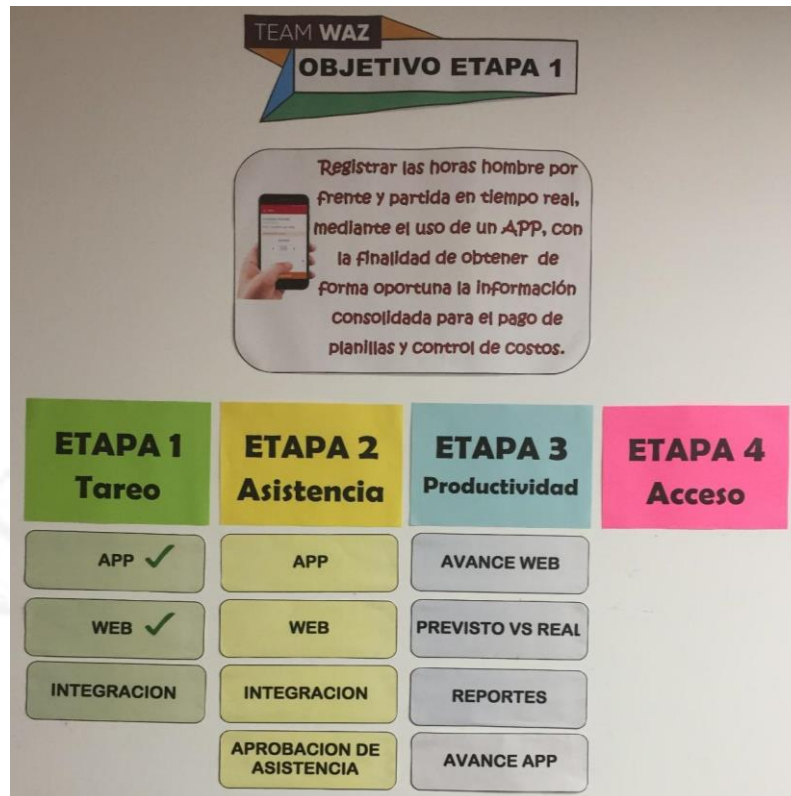 TEAM WAZ
OBJETIVO ETAPA 1
Registrar las horas hombre por
frente y partida en tiempo real,
mediante el uso de un APP, con
la finalidad de obtener de
forma oportuna la información
consolidada para el pago de
planillas y control de costos.
ETAPA 1
Tareo
APP
WEB
INTEGRACION
ETAPA 2
Asistencia
APP
WEB
INTEGRACION
APROBACION DE
ASISTENCIA
ETAPA 3
Productividad
AVANCE WEB
PREVISTO VS REAL
REPORTES
AVANCE APP
ETAPA 4
Acceso